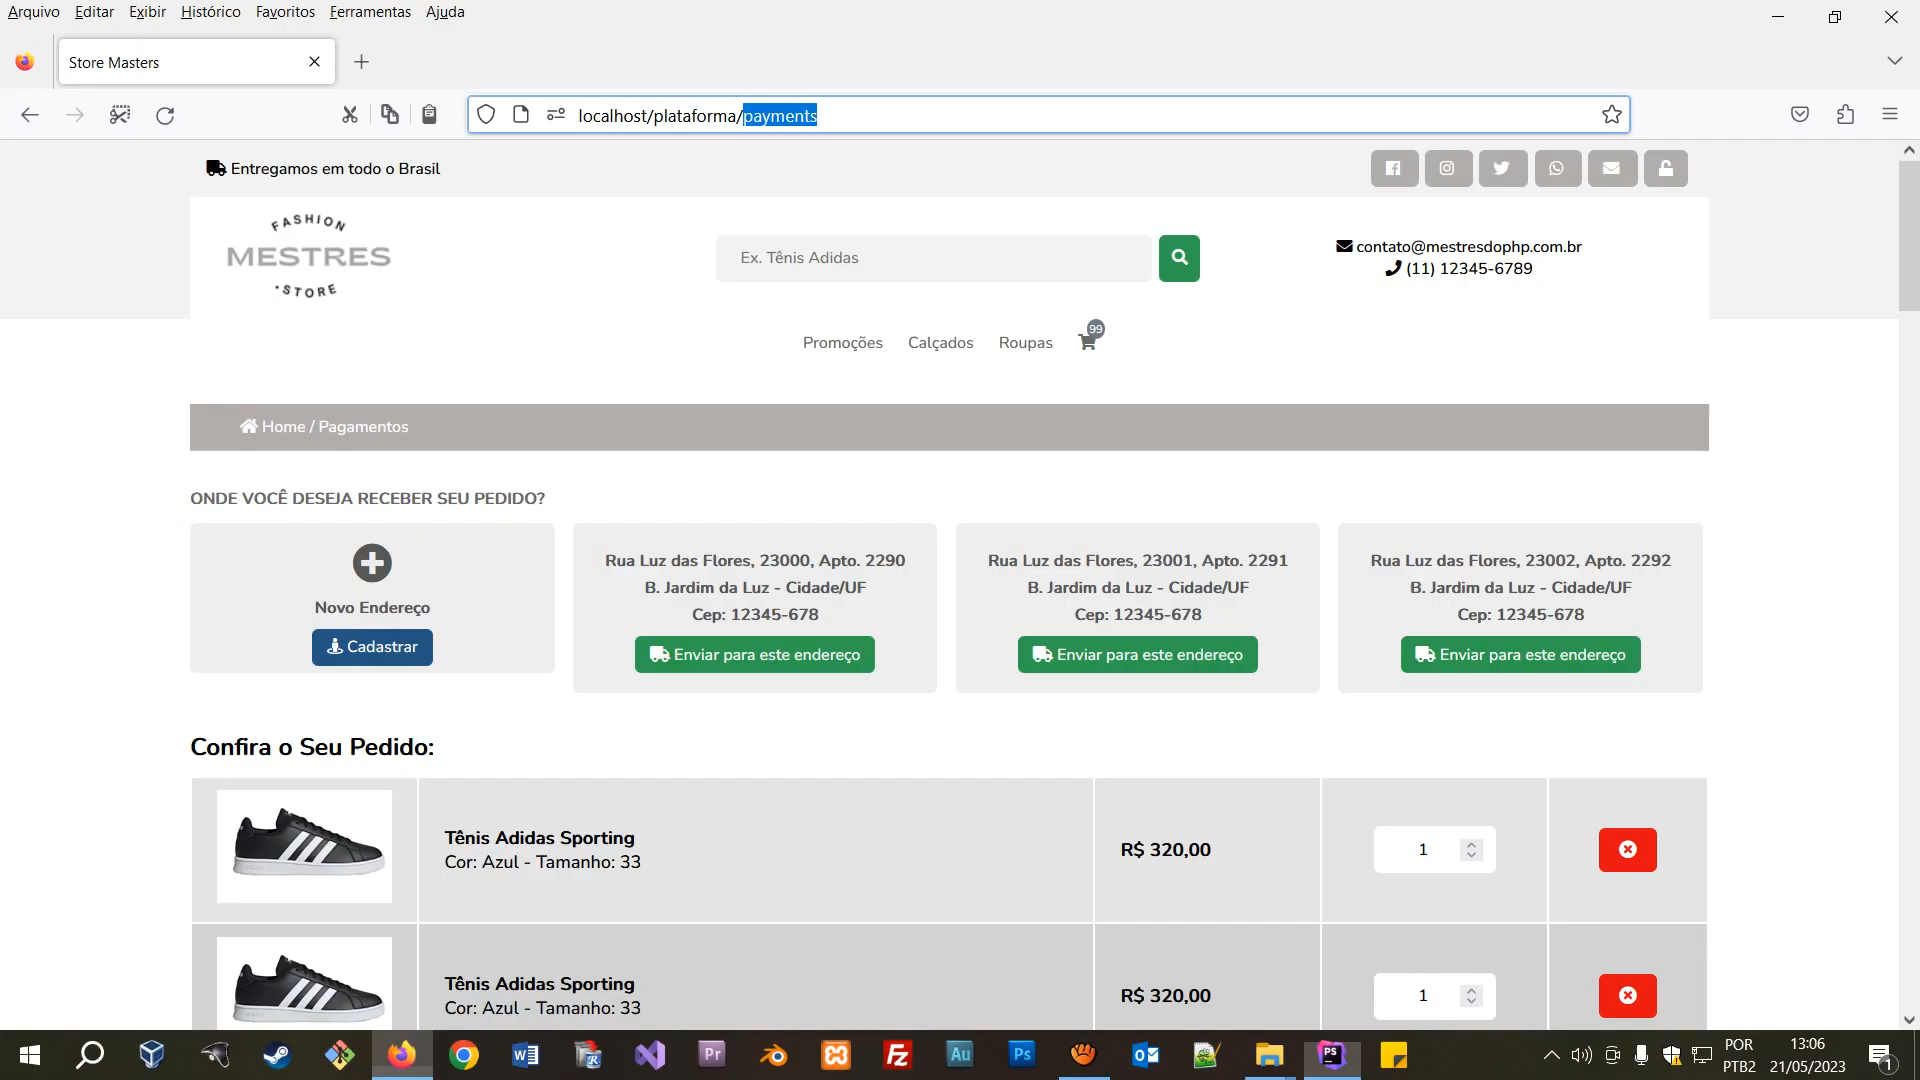 Arquivo Editar Exibir Histórico Favoritos Ferramentas Ajuda
Store Masters
localhost/plataforma/payments
Entregamos em todo o Brasil
FASHION
MESTRES
STORE
Ex. Tênis Adidas
contato@mestresdophp.com.br
(11) 12345-6789
Promoções Calçados Roupas 99
Home / Pagamentos
ONDE VOCÊ DESEJA RECEBER SEU PEDIDO?
Novo Endereço
Cadastrar
Rua Luz das Flores, 23000, Apto. 2290
B. Jardim da Luz - Cidade/UF
Cep: 12345-678
Enviar para este endereço
Rua Luz das Flores, 23001, Apto. 2291
B. Jardim da Luz - Cidade/UF
Cep: 12345-678
Enviar para este endereço
Rua Luz das Flores, 23002, Apto. 2292
B. Jardim da Luz - Cidade/UF
Cep: 12345-678
Enviar para este endereço
Confira o Seu Pedido:
Tênis Adidas Sporting
Cor: Azul - Tamanho: 33
R$ 320,00
1
Tênis Adidas Sporting
Cor: Azul - Tamanho: 33
R$ 320,00
1
Pr
Fz
Au
Ps
PS
POR
PTB2
13:06
21/05/2023
1